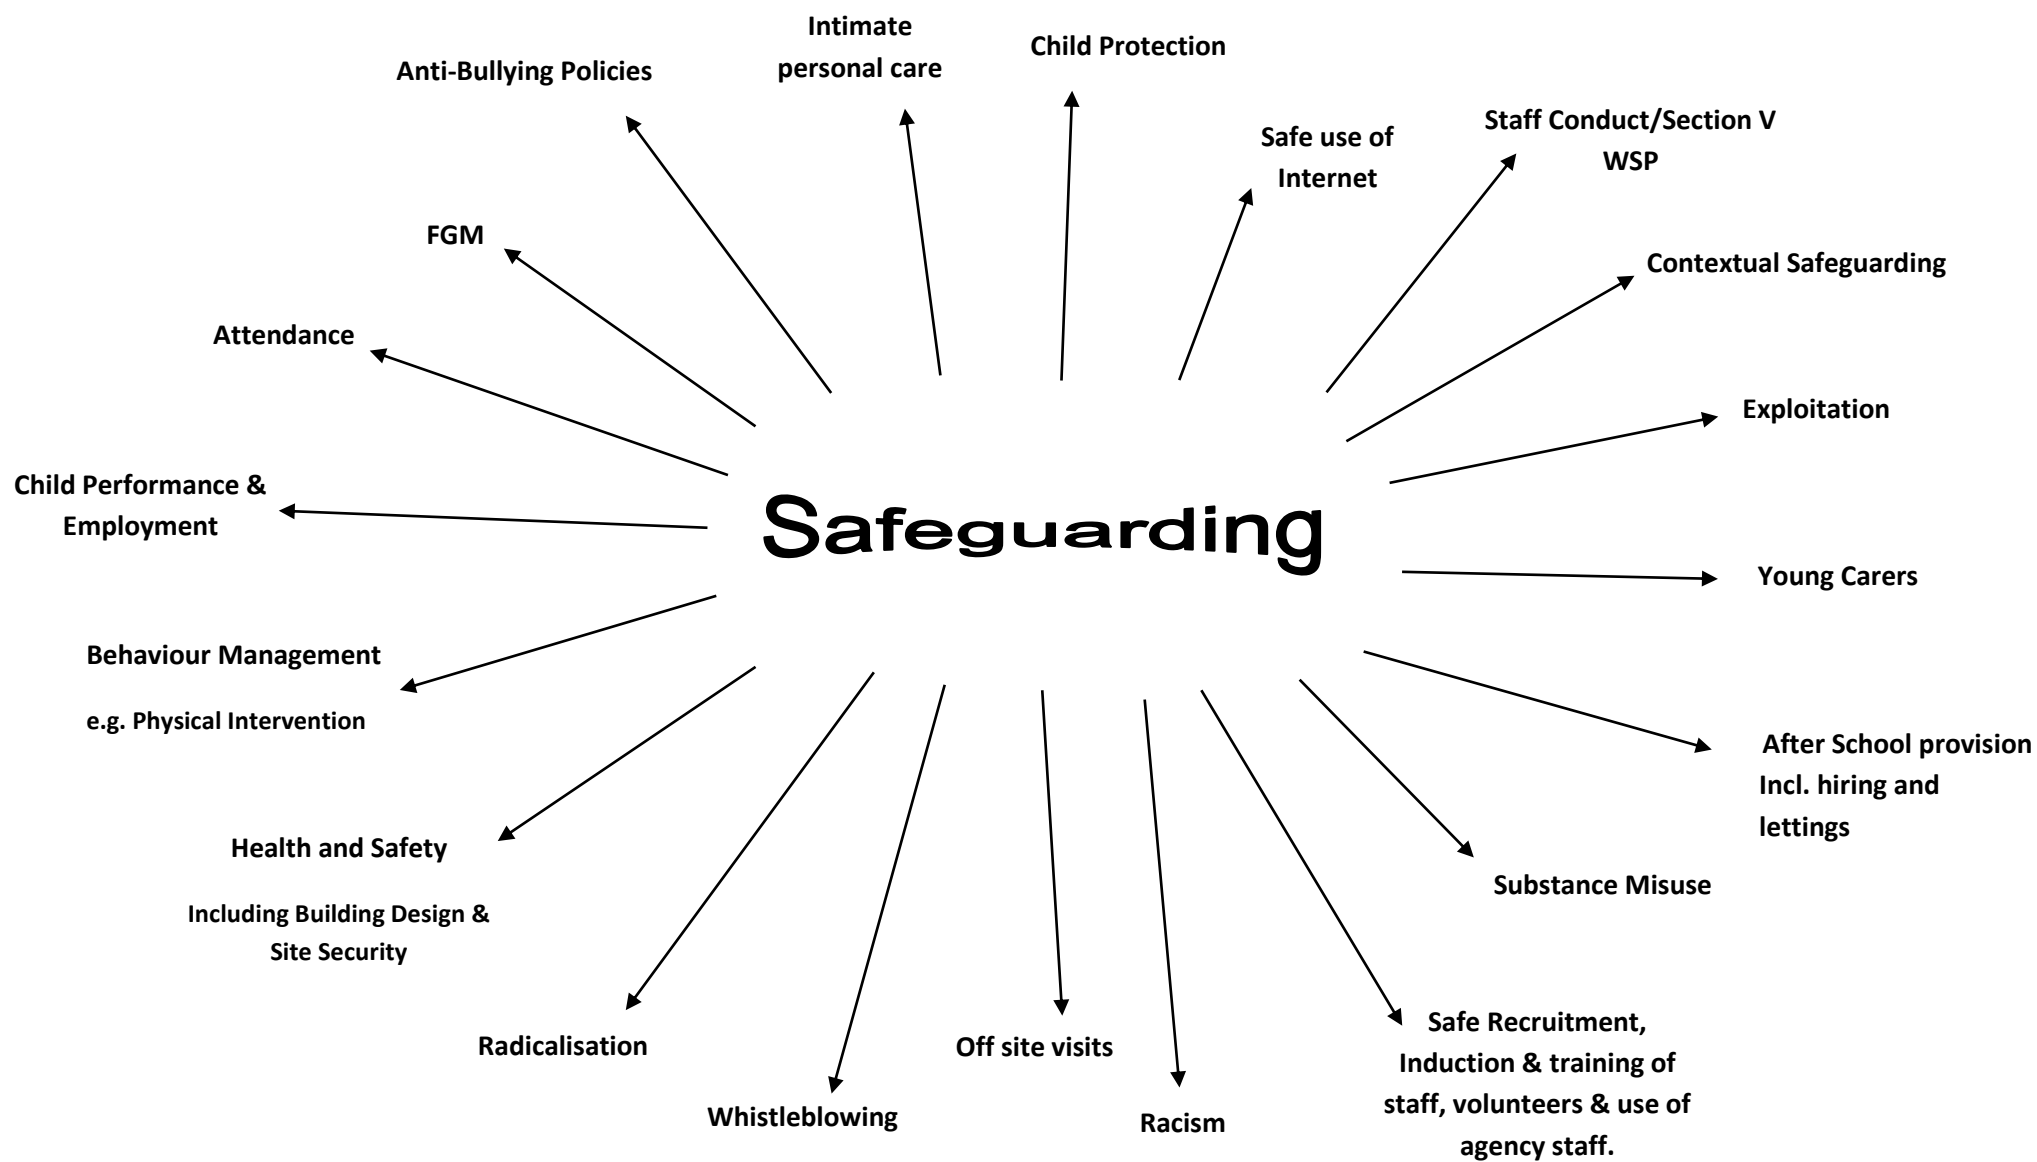 Intimate
personal care
Child Protection
Anti-Bullying Policies
Staff Conduct/Section V
WSP
Safe use of
Internet
FGM
Contextual Safeguarding
Attendance
Exploitation
Child Performance &
Employment
Safeguarding
Young Carers
Behaviour Management
e.g. Physical Intervention
After School provision
Incl. hiring and
lettings
Health and Safety
Including Building Design &
Site Security
Substance Misuse
Radicalisation
Off site visits
Safe Recruitment,
Induction & training of
staff, volunteers & use of
agency staff.
Whistleblowing
Racism